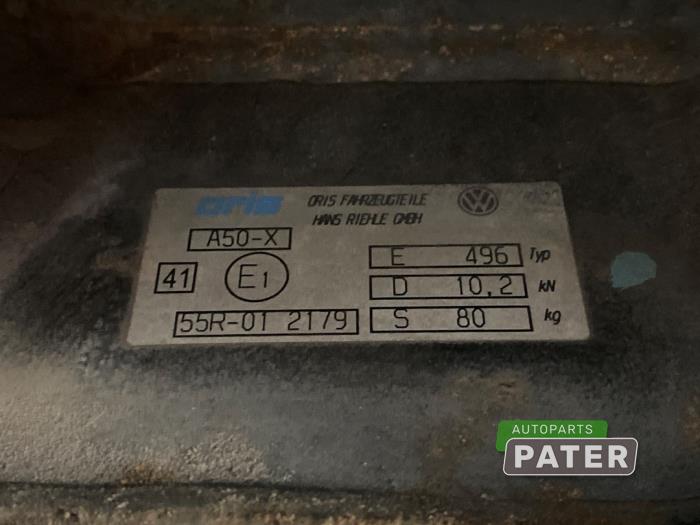 oris ORIS FAHRZEUGTEILE
HANS RIEHLE GMBH
A50-X
41 E1
55R-01 2179
E 496 Typ
D 10,2 kN
S 80 kg
AUTOPARTS
PATER